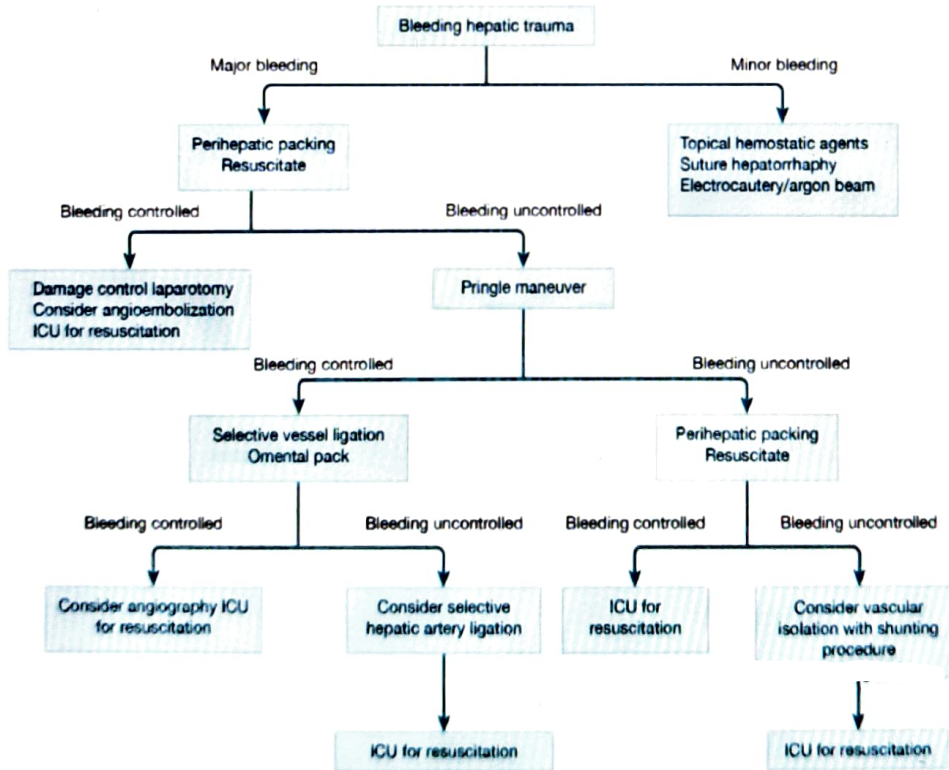 Bleeding hepatic trauma
Major bleeding
Minor bleeding
Perihepatic packing
Resuscitate
Topical hemostatic agents
Suture hepatorrhaphy
Electrocautery/argon beam
Bleeding controlled
Bleeding uncontrolled
Damage control laparotomy
Consider angioembolization
ICU for resuscitation
Pringle maneuver
Bleeding controlled
Bleeding uncontrolled
Selective vessel ligation
Omental pack
Perihepatic packing
Resuscitate
Bleeding controlled
Bleeding uncontrolled
Bleeding controlled
Bleeding uncontrolled
Consider angiography ICU
for resuscitation
Consider selective
hepatic artery ligation
ICU for
resuscitation
Consider vascular
isolation with shunting
procedure
ICU for resuscitation
ICU for resuscitation